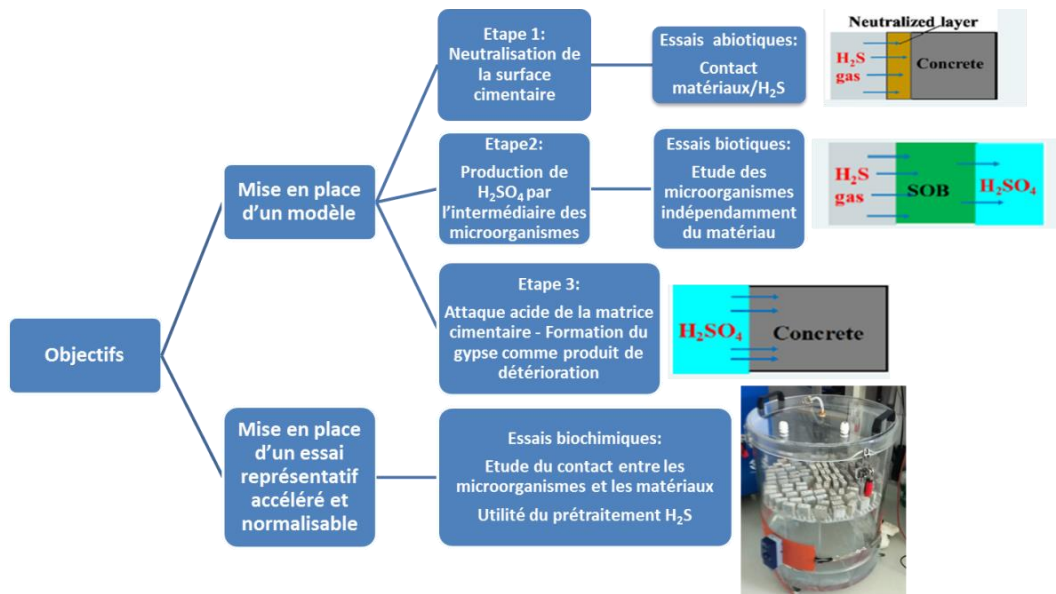 Objectifs
Mise en place
d'un modèle
Etape 1:
Neutralisation de
la surface
cimentaire
Essais abiotiques:
Contact
matériaux/H₂S
Neutralized layer
H₂S
gas
Concrete
Etape2:
Production de
H₂SO₄ par
l'intermédiaire des
microorganismes
Essais biotiques:
Etude des
microorganismes
indépendamment
du matériau
H₂S
gas
SOB
H₂SO₄
Etape 3:
Attaque acide de la matrice
cimentaire - Formation du
gypse comme produit de
détérioration
H₂SO₄
Concrete
Mise en place
d'un essai
représentatif
accéléré et
normalisable
Essais biochimiques:
Etude du contact entre les
microorganismes et les matériaux
Utilité du prétraitement H₂S